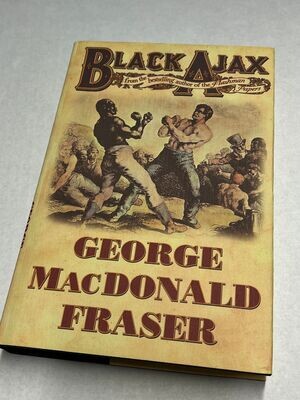 BLACK AJAX
from the bestselling author of the Flashman Papers
GEORGE
MACDONALD
FRASER